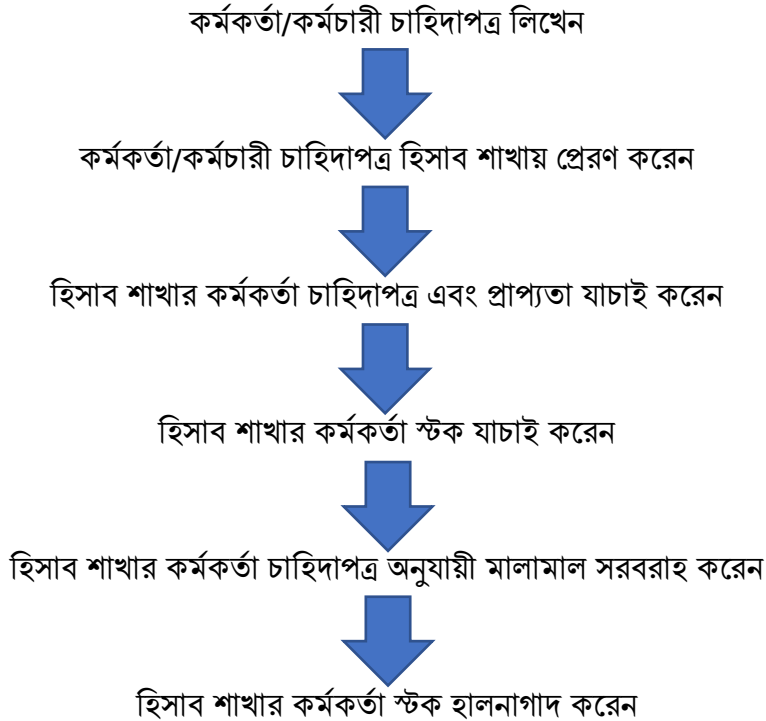 কর্মকর্তা/কর্মচারী চাহিদাপত্র লিখেন
কর্মকর্তা/কর্মচারী চাহিদাপত্র হিসাব শাখায় প্রেরণ করেন
হিসাব শাখার কর্মকর্তা চাহিদাপত্র এবং প্রাপ্যতা যাচাই করেন
হিসাব শাখার কর্মকর্তা স্টক যাচাই করেন
হিসাব শাখার কর্মকর্তা চাহিদাপত্র অনুযায়ী মালামাল সরবরাহ করেন
হিসাব শাখার কর্মকর্তা স্টক হালনাগাদ করেন